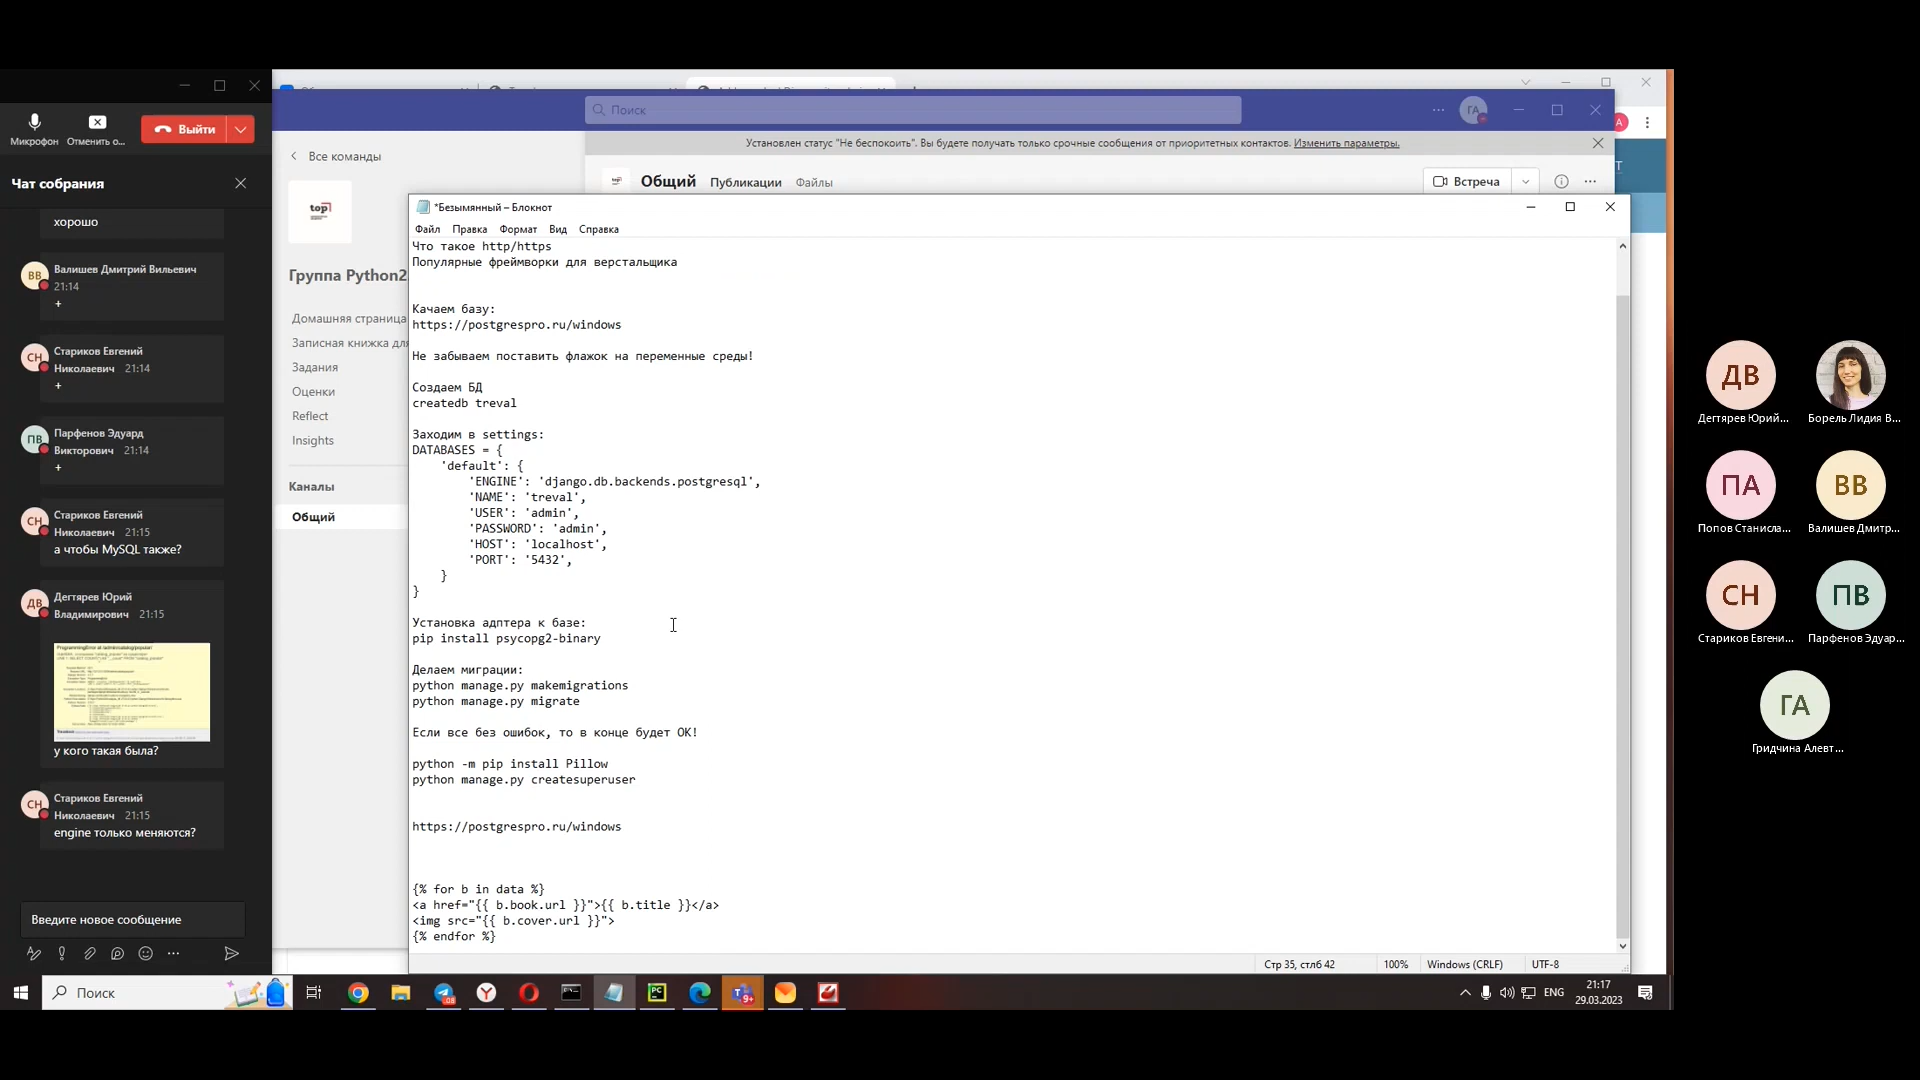 Микрофон
Отменить о...
Выйти
Чат собрания
хорошо
ВВ
Валишев Дмитрий Вильевич
21:14
+
СН
Стариков Евгений
Николаевич 21:14
+
ПВ
Парфенов Эдуард
Викторович 21:14
+
СН
Стариков Евгений
Николаевич 21:15
а чтобы MySQL также?
ДВ
Дегтярев Юрий
Владимирович 21:15
у кого такая была?
СН
Стариков Евгений
Николаевич 21:15
engine только меняются?
Введите новое сообщение
Поиск
ГА
Установлен статус "Не беспокоить". Вы будете получать только срочные сообщения от приоритетных контактов. Изменить параметры.
Все команды
top
Общий Публикации Файлы
Встреча
Группа Python2
Домашняя страница
Записная книжка для
Задания
Оценки
Reflect
Insights
Каналы
Общий
*Безымянный – Блокнот
Файл Правка Формат Вид Справка
Что такое http/https
Популярные фреймворки для верстальщика
Качаем базу:
https://postgrespro.ru/windows
Не забываем поставить флажок на переменные среды!
Создаем БД
createdb treval
Заходим в settings:
DATABASES = {
'default': {
'ENGINE': 'django.db.backends.postgresql',
'NAME': 'treval',
'USER': 'admin',
'PASSWORD': 'admin',
'HOST': 'localhost',
'PORT': '5432',
}
}
Установка адптера к базе:
pip install psycopg2-binary
Делаем миграции:
python manage.py makemigrations
python manage.py migrate
Если все без ошибок, то в конце будет ОК!
python -m pip install Pillow
python manage.py createsuperuser
https://postgrespro.ru/windows
{% for b in data %}
<a href="{{ b.book.url }}">{{ b.title }}</a>
<img src="{{ b.cover.url }}">
{% endfor %}
Стр 35, стлб 42
100%
Windows (CRLF)
UTF-8
Поиск
ENG
21:17
29.03.2023
ДВ
Дегтярев Юрий...
Борель Лидия В...
ПА
Попов Станисла...
ВВ
Валишев Дмитр...
СН
Стариков Евгени...
ПВ
Парфенов Эдуар...
ГА
Гридчина Алевт...